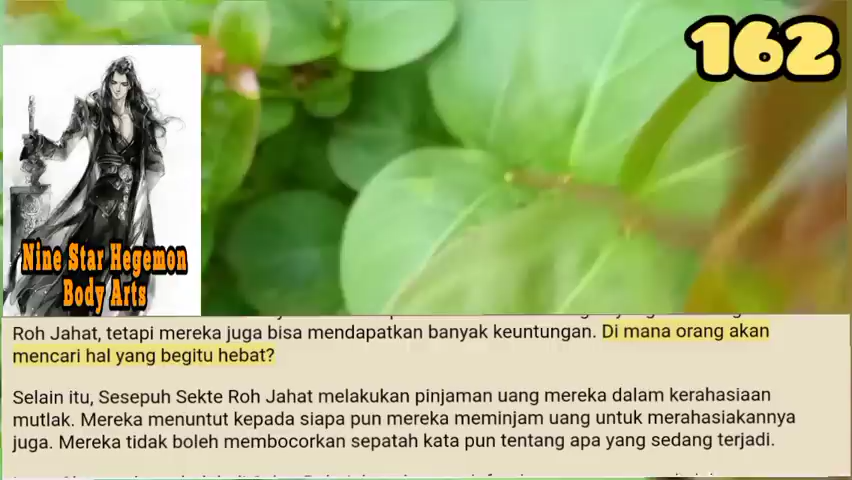 162
Nine Star Hegemon
Body Arts
Roh Jahat, tetapi mereka juga bisa mendapatkan banyak keuntungan. Di mana orang akan
mencari hal yang begitu hebat?
Selain itu, Sesepuh Sekte Roh Jahat melakukan pinjaman uang mereka dalam kerahasiaan
mutlak. Mereka menuntut kepada siapa pun mereka meminjam uang untuk merahasiakannya
juga. Mereka tidak boleh membocorkan sepatah kata pun tentang apa yang sedang terjadi.